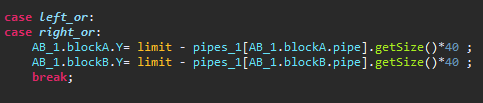 case left_or:
case right_or:
AB_1.blockA.Y= limit - pipes_1[AB_1.blockA.pipe].getSize()*40 ;
AB_1.blockB.Y= limit - pipes_1[AB_1.blockB.pipe].getSize()*40 ;
break;